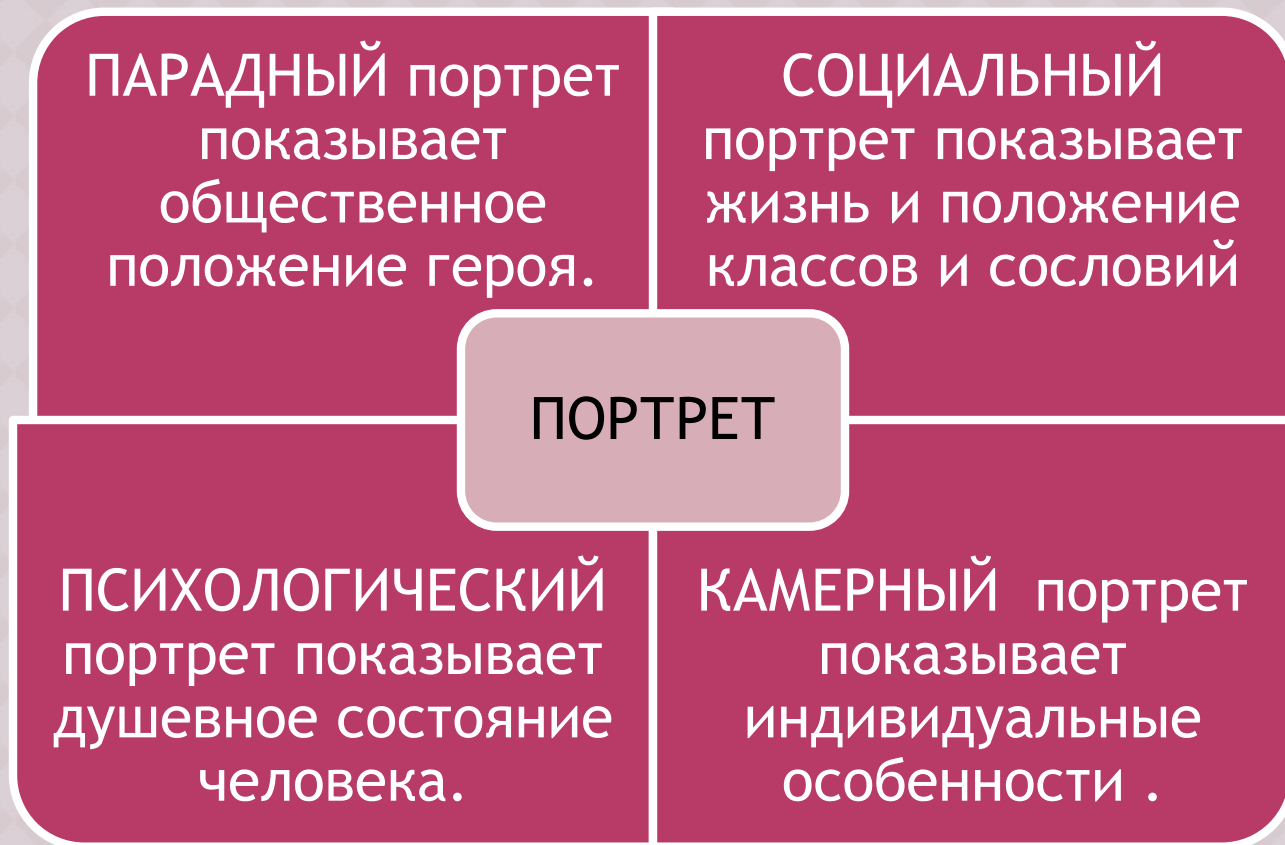 ПАРАДНЫЙ портрет
показывает
общественное
положение героя.
СОЦИАЛЬНЫЙ
портрет показывает
жизнь и положение
классов и сословий
ПОРТРЕТ
ПСИХОЛОГИЧЕСКИЙ
портрет показывает
душевное состояние
человека.
КАМЕРНЫЙ портрет
показывает
индивидуальные
особенности .